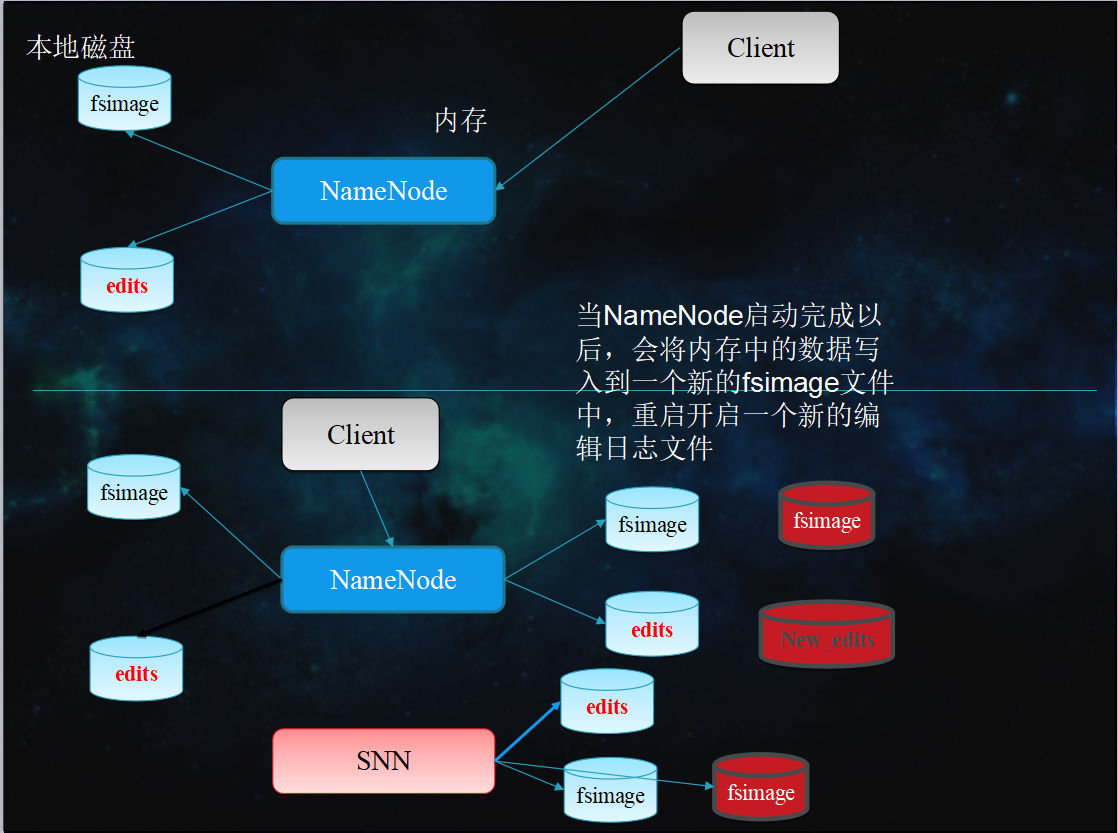 本地磁盘
Client
fsimage
内存
NameNode
edits
当NameNode启动完成以
后，会将内存中的数据写
入到一个新的fsimage文件
中，重启开启一个新的编
辑日志文件
Client
fsimage
fsimage
fsimage
NameNode
edits
New_edits
edits
edits
SNN
fsimage
fsimage